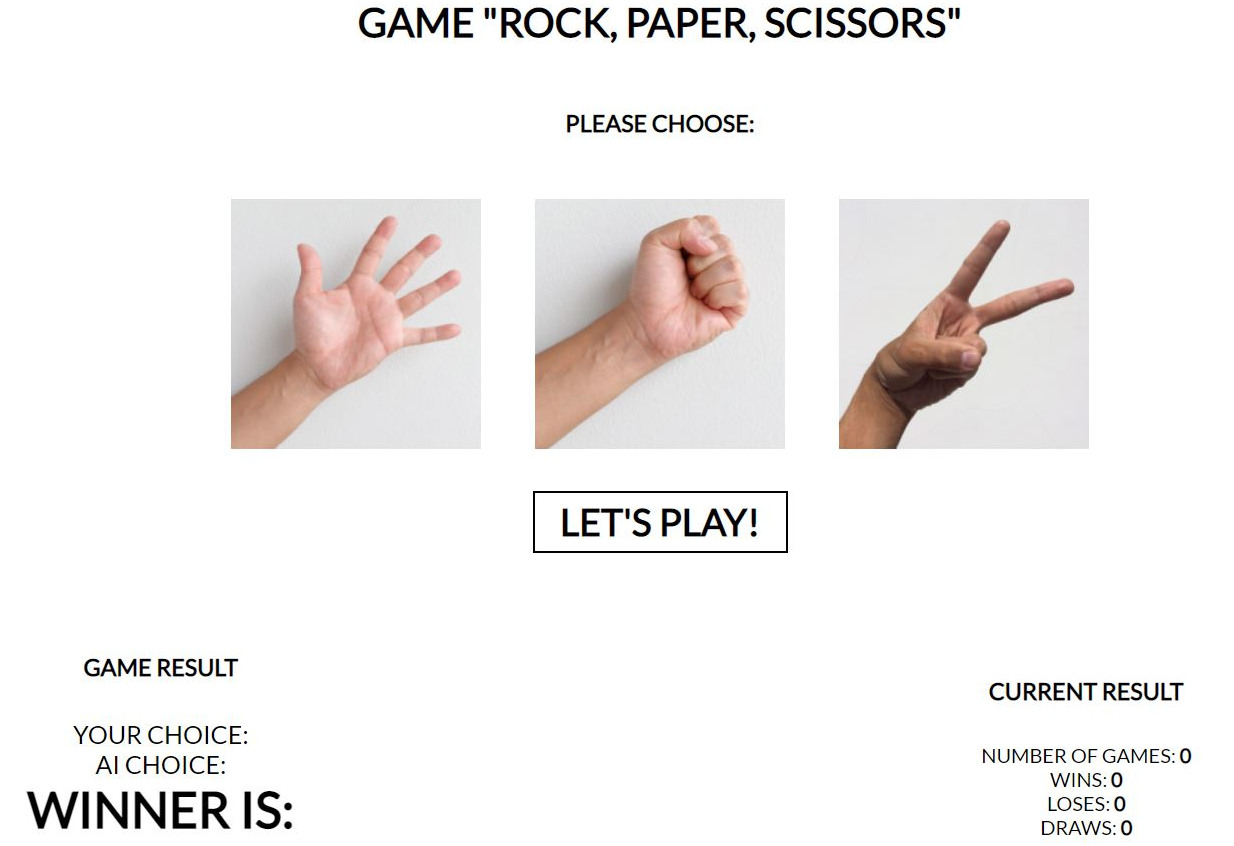 GAME "ROCK, PAPER, SCISSORS"
PLEASE CHOOSE:
LET'S PLAY!
GAME RESULT
YOUR CHOICE:
AI CHOICE:
WINNER IS:
CURRENT RESULT
NUMBER OF GAMES: 0
WINS: 0
LOSES: 0
DRAWS: 0